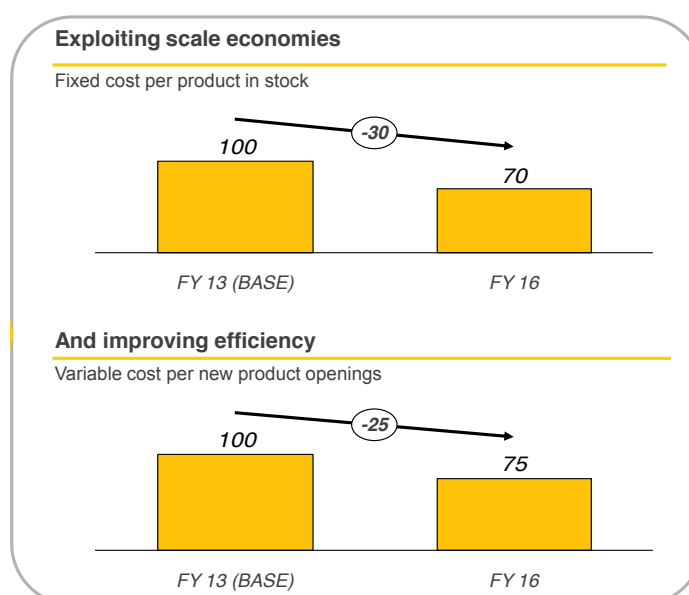 Exploiting scale economies
Fixed cost per product in stock
-30
100
70
FY 13 (BASE)
FY 16
And improving efficiency
Variable cost per new product openings
-25
100
75
FY 13 (BASE)
FY 16